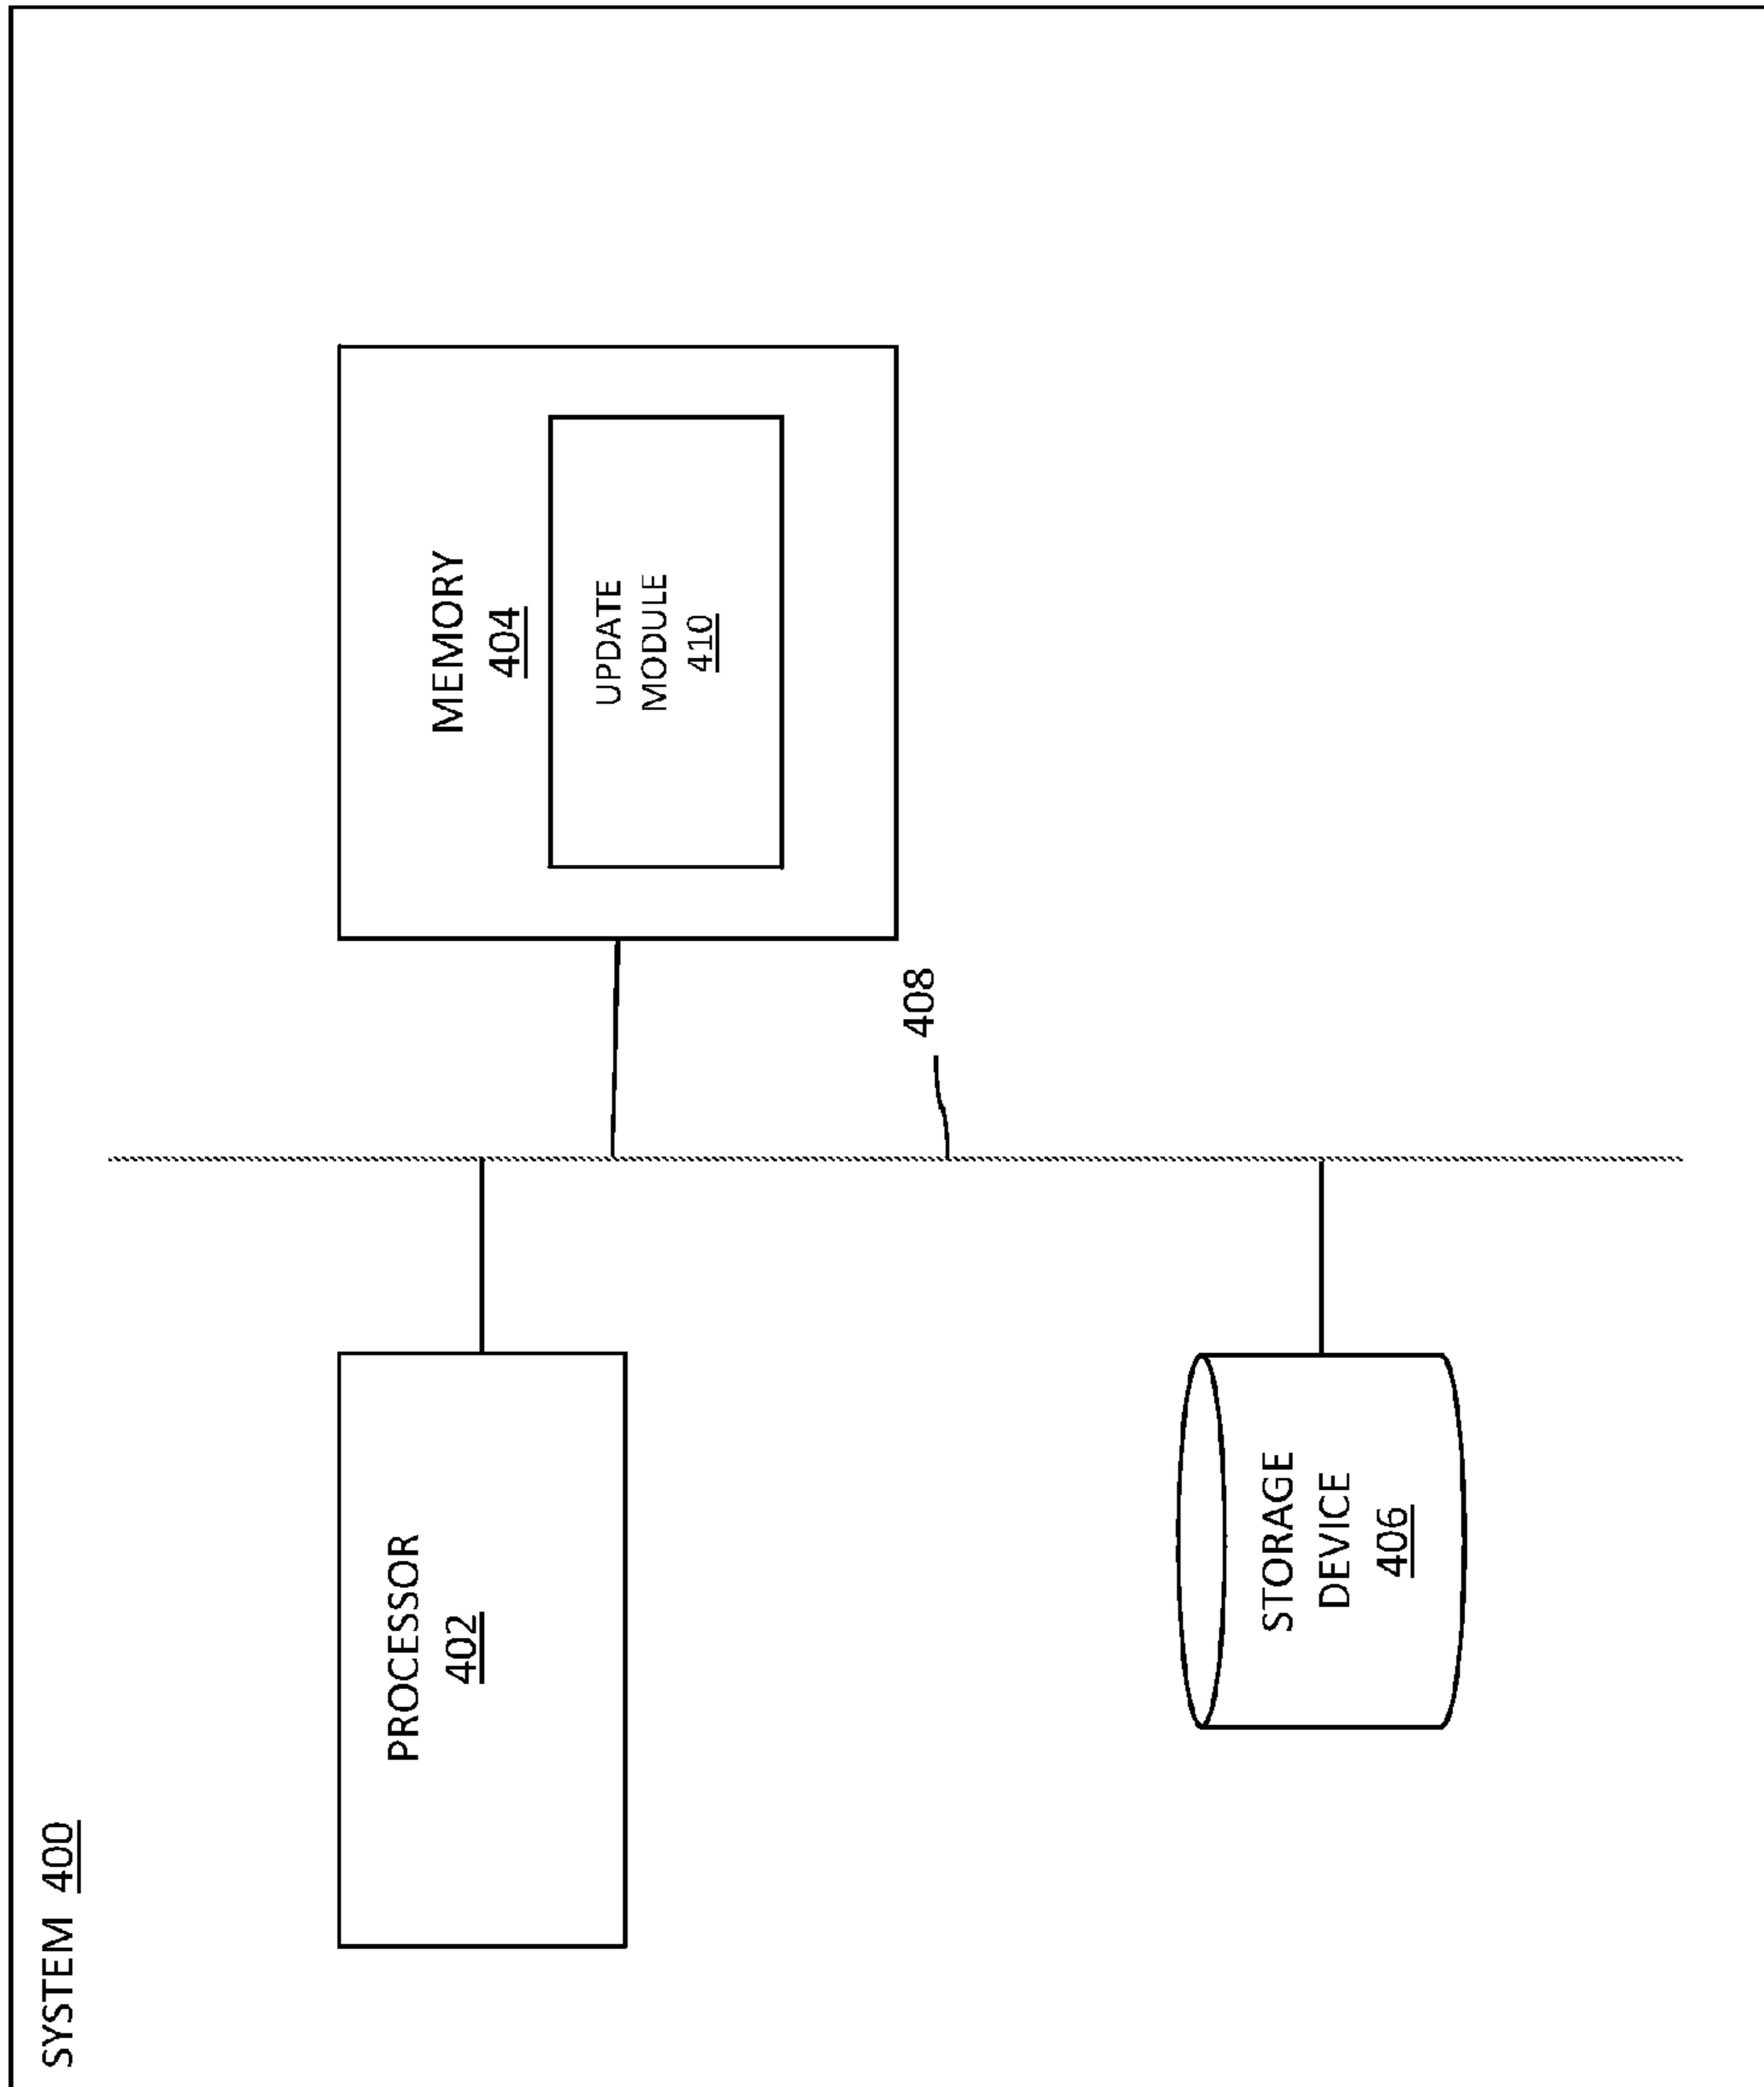 SYSTEM 400
PROCESSOR
402
MEMORY
404
UPDATE
MODULE
410
408
STORAGE
DEVICE
406